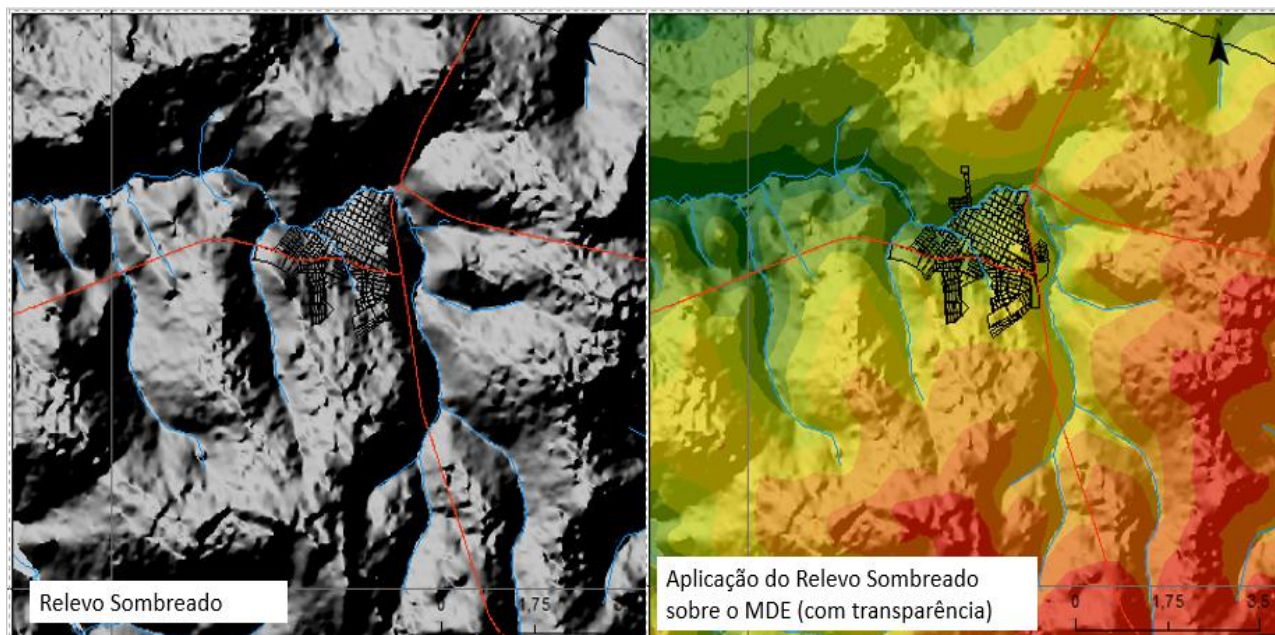 Relevo Sombreado
0
1,75
Aplicação do Relevo Sombreado
sobre o MDE (com transparência)
0
1,75
3,5